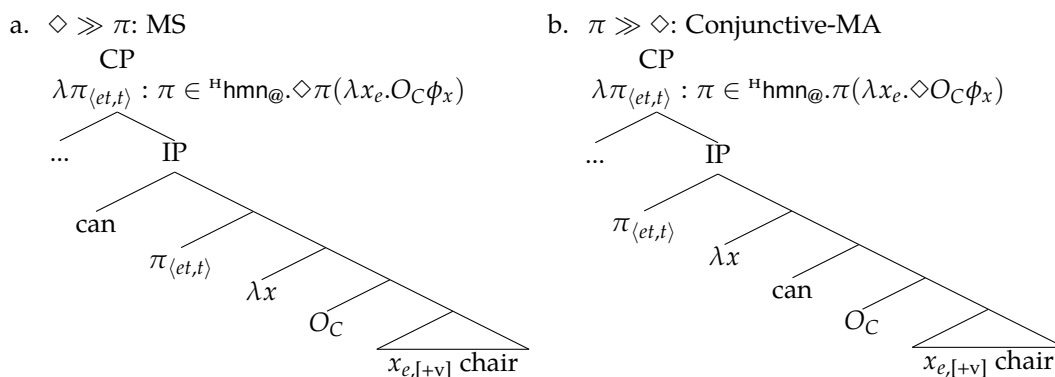 a. ◇ ≫ π: MS
CP
λπ⟨et,t⟩ : π ∈ ᴴhmn@.◇π(λxe.OCϕx)
...
IP
can
π⟨et,t⟩
λx
OC
xe,[+v] chair
b. π ≫ ◇: Conjunctive-MA
CP
λπ⟨et,t⟩ : π ∈ ᴴhmn@.π(λxe.◇OCϕx)
...
IP
π⟨et,t⟩
λx
can
OC
xe,[+v] chair